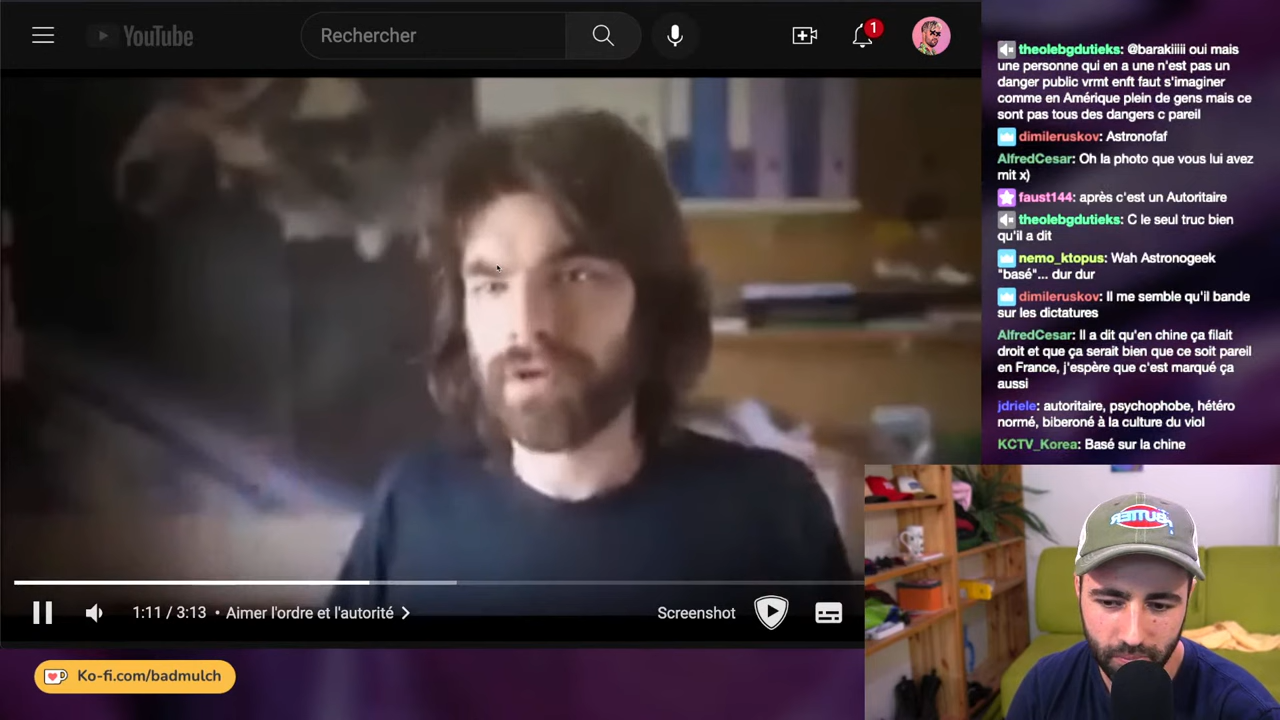 YouTube
Rechercher
1
theolebgdutieks: @barakiiiii oui mais
une personne qui en a une n'est pas un
danger public vrmt enft faut s'imaginer
comme en Amérique plein de gens mais ce
sont pas tous des dangers c pareil
dimileruskov: Astronofaf
AlfredCesar: Oh la photo que vous lui avez
mit x)
faust144: après c'est un Autoritaire
theolebgdutieks: C le seul truc bien
qu'il a dit
nemo_ktopus: Wah Astronogeek
"basé"... dur dur
dimileruskov: Il me semble qu'il bande
sur les dictatures
AlfredCesar: Il a dit qu'en chine ça filait
droit et que ça serait bien que ce soit pareil
en France, j'espère que c'est marqué ça
aussi
jdriele: autoritaire, psychophobe, hétéro
normé, biberoné à la culture du viol
KCTV_Korea: Basé sur la chine
BUTTER
1:11 / 3:13 • Aimer l'ordre et l'autorité
Screenshot
Ko-fi.com/badmulch